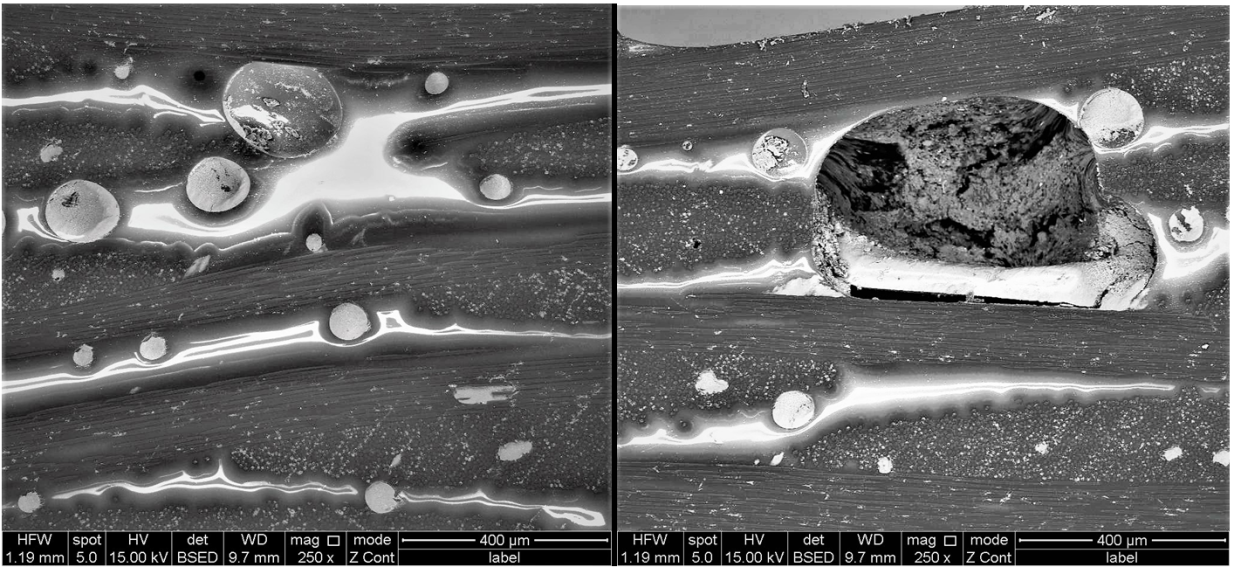 HFW spot HV det WD mag □ mode 400 µm
1.19 mm 5.0 15.00 kV BSED 9.7 mm 250 x Z Cont label
HFW spot HV det WD mag □ mode 400 µm
1.19 mm 5.0 15.00 kV BSED 9.7 mm 250 x Z Cont label